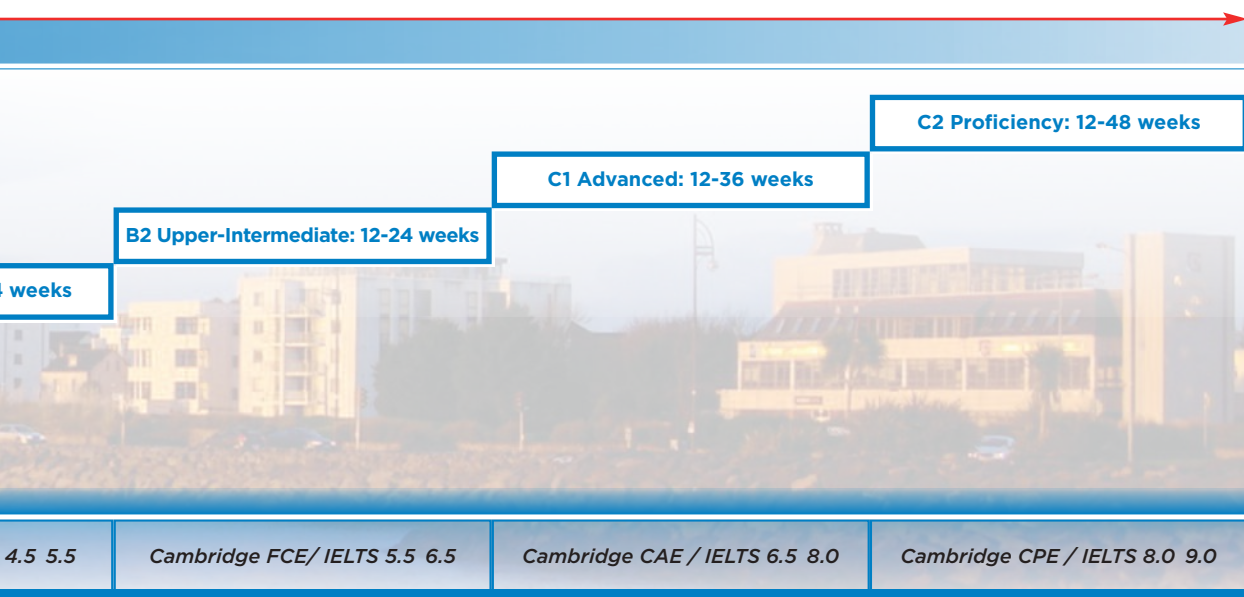 C2 Proficiency: 12-48 weeks
C1 Advanced: 12-36 weeks
B2 Upper-Intermediate: 12-24 weeks
weeks
4.5 5.5
Cambridge FCE/ IELTS 5.5 6.5
Cambridge CAE / IELTS 6.5 8.0
Cambridge CPE / IELTS 8.0 9.0